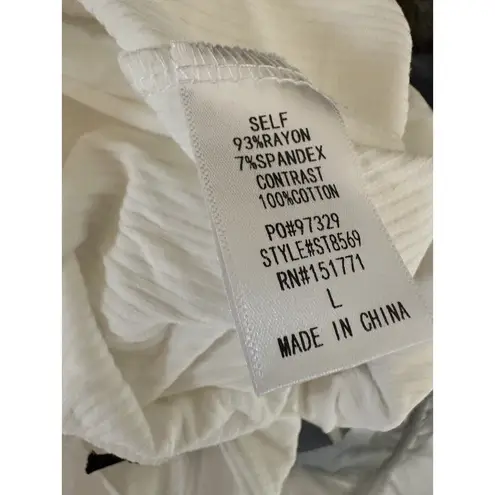 SELF
93%RAYON
7%SPANDEX
CONTRAST
100%COTTON
PO#97329
STYLE#ST8569
RN#151771
L
MADE IN CHINA